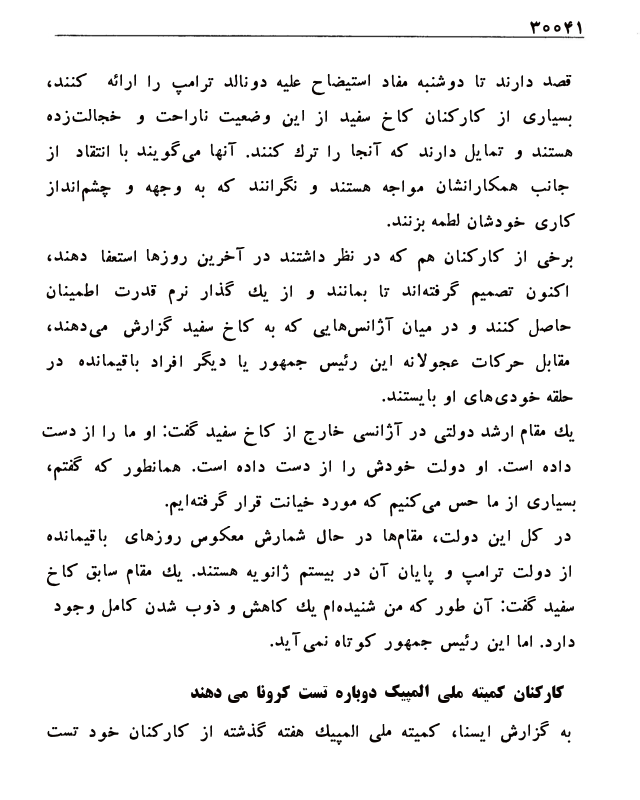 ۳۰۰۴۱
قصد دارند تا دوشنبه مفاد استیضاح علیه دونالد ترامپ را ارائه کنند،
بسیاری از کارکنان کاخ سفید از این وضعیت ناراحت و خجالت‌زده
هستند و تمایل دارند که آنجا را ترك کنند. آنها می‌گویند با انتقاد از
جانب همکارانشان مواجه هستند و نگرانند که به وجهه و چشم‌انداز
کاری خودشان لطمه بزنند.
برخی از کارکنان هم که در نظر داشتند در آخرین روزها استعفا دهند،
اکنون تصمیم گرفته‌اند تا بمانند و از یك گذار نرم قدرت اطمینان
حاصل کنند و در میان آژانس‌هایی که به کاخ سفید گزارش می‌دهند،
مقابل حرکات عجولانه این رئیس جمهور یا دیگر افراد باقیمانده در
حلقه خودی‌های او بایستند.
یك مقام ارشد دولتی در آژانسی خارج از کاخ سفید گفت: او ما را از دست
داده است. او دولت خودش را از دست داده است. همانطور که گفتم،
بسیاری از ما حس می‌کنیم که مورد خیانت قرار گرفته‌ایم.
در کل این دولت، مقام‌ها در حال شمارش معکوس روزهای باقیمانده
از دولت ترامپ و پایان آن در بیستم ژانویه هستند. یك مقام سابق کاخ
سفید گفت: آن طور که من شنیده‌ام یك کاهش و ذوب شدن کامل وجود
دارد. اما این رئیس جمهور کوتاه نمی‌آید.
کارکنان کمیته ملی المپیک دوباره تست کرونا می دهند
به گزارش ایسنا، کمیته ملی المپیك هفته گذشته از کارکنان خود تست